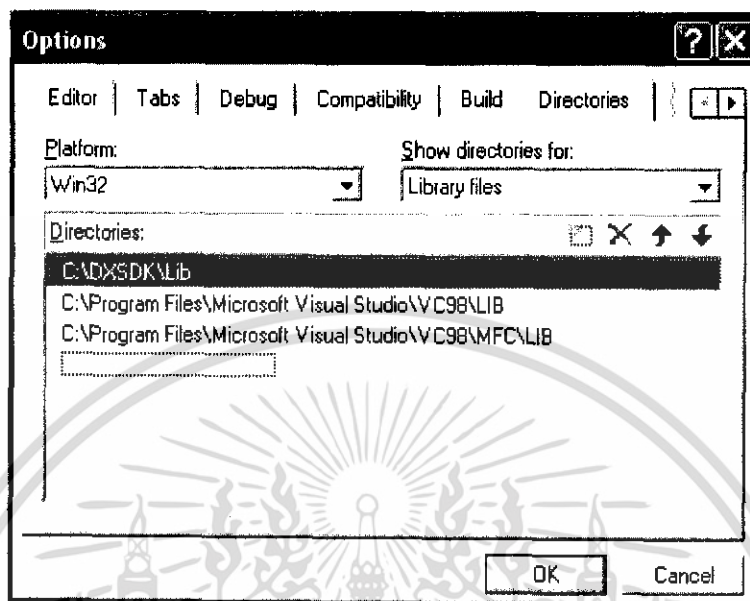 Options
Editor Tabs Debug Compatibility Build Directories
Platform: Show directories for:
Win32 Library files
Directories:
C:\DXSDK\Lib
C:\Program Files\Microsoft Visual Studio\VC98\LIB
C:\Program Files\Microsoft Visual Studio\VC98\MFC\LIB
OK Cancel